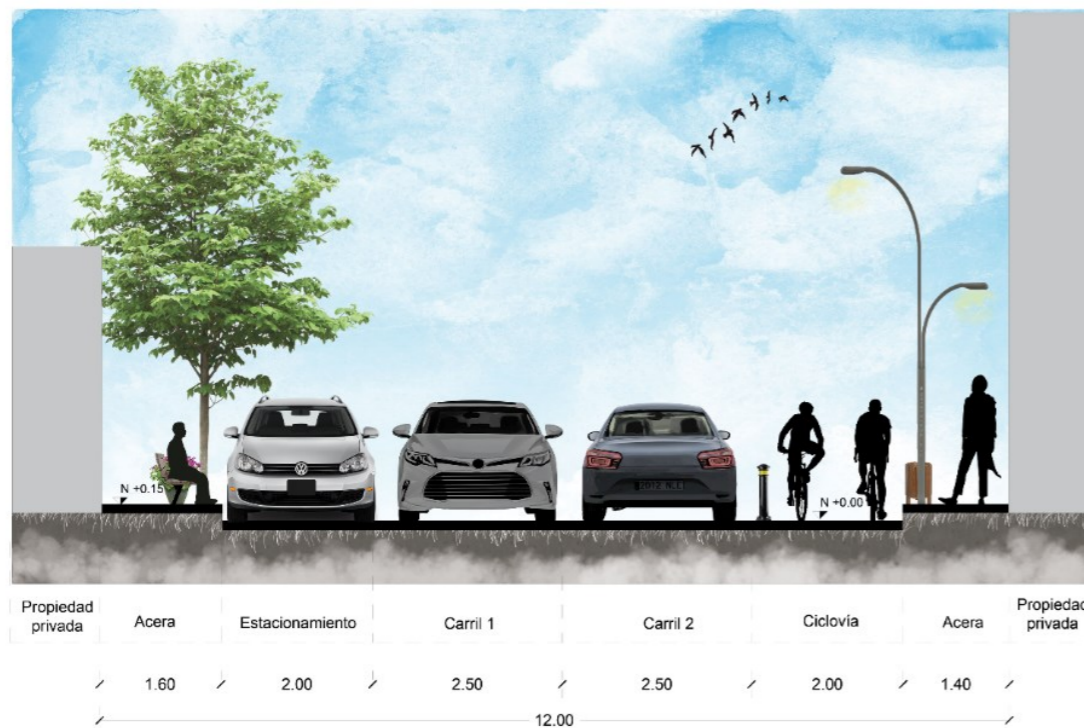 N +0.15
N +0.00
Propiedad privada
Acera
Estacionamiento
Carril 1
Carril 2
Ciclovía
Acera
Propiedad privada
1.60
2.00
2.50
2.50
2.00
1.40
12.00